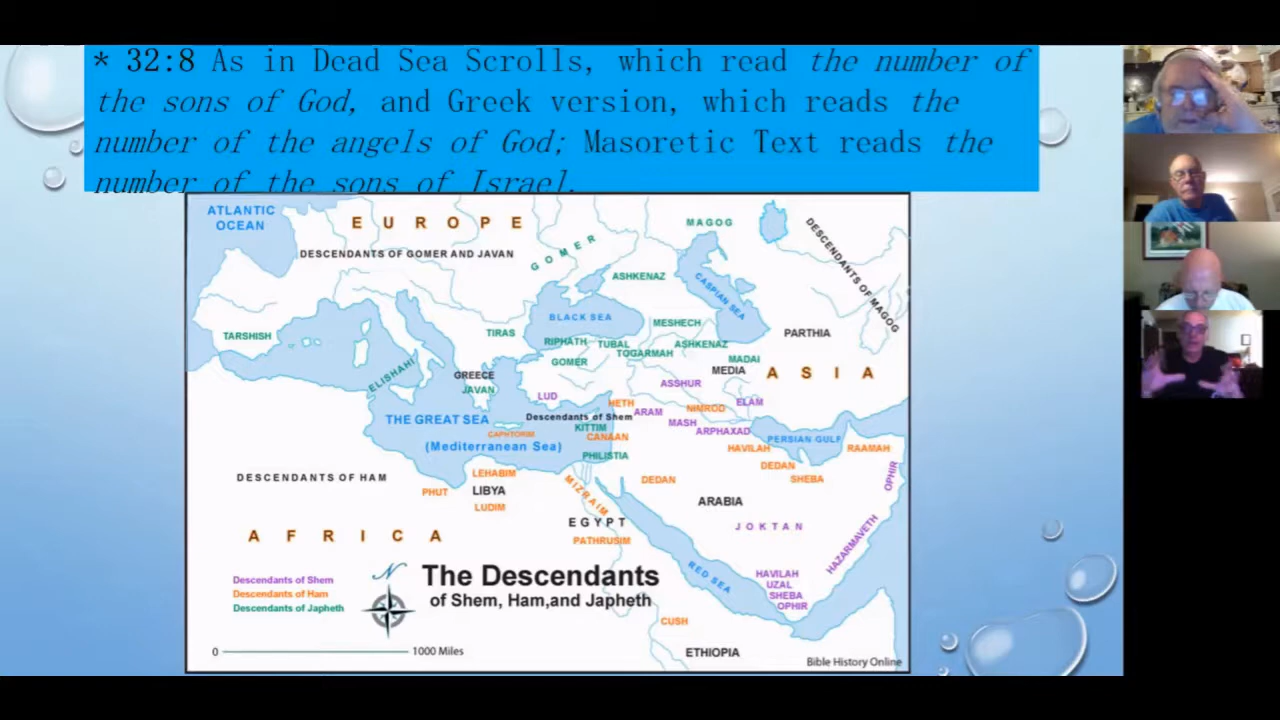 * 32:8 As in Dead Sea Scrolls, which read the number of
the sons of God, and Greek version, which reads the
number of the angels of God; Masoretic Text reads the
number of the sons of Israel.
ATLANTIC
OCEAN
EUROPE
DESCENDANTS OF GOMER AND JAVAN
GOMER
MAGOG
DESCENDANTS OF MAGOG
ASHKENAZ
CASPIAN SEA
BLACK SEA
MESHECH
PARTHIA
TARSHISH
TIRAS
RIPHATH
TUBAL
ASHKENAZ
TOGARMAH
GOMER
MADAI
MEDIA
ASIA
ELISHAH
GREECE
JAVAN
ASSHUR
LUD
HETH
ARAM
NIMROD
ELAM
THE GREAT SEA
Descendants of Shem
MASH
KITTIM
ARPHAXAD
CAPHTORIM
CANAAN
(Mediterranean Sea)
PERSIAN GULF
HAVILAH
RAAMAH
PHILISTIA
DEDAN
DESCENDANTS OF HAM
LEHABIM
DEDAN
SHEBA
OPHIR
PHUT
LIBYA
MIZRAIM
ARABIA
LUDIM
EGYPT
JOKTAN
HAZARMAVETH
AFRICA
PATHRUSIM
RED SEA
HAVILAH
UZAL
SHEBA
OPHIR
Descendants of Shem
Descendants of Ham
Descendants of Japheth
N
The Descendants
of Shem, Ham,and Japheth
CUSH
ETHIOPIA
0 1000 Miles
Bible History Online